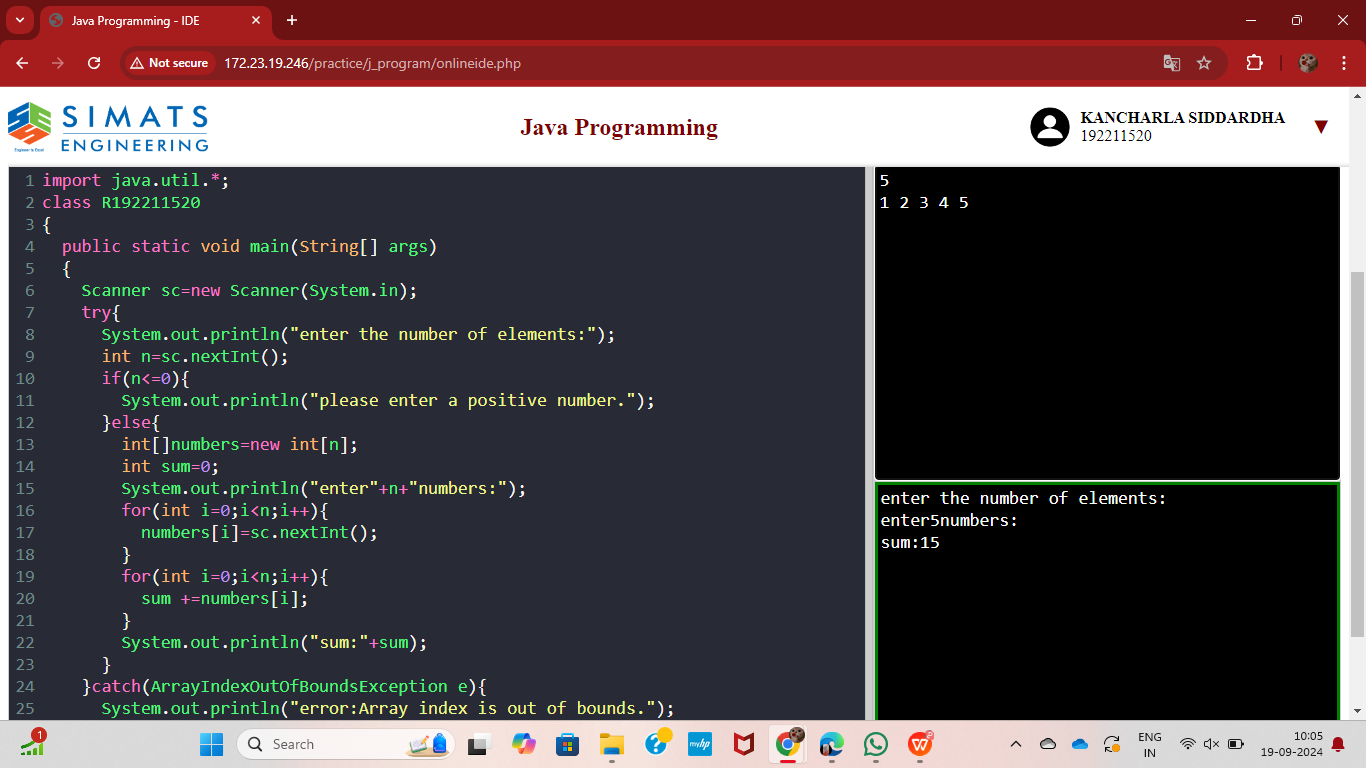 Java Programming - IDE
Not secure
172.23.19.246/practice/j_program/onlineide.php
SIMATS
ENGINEERING
Engineer to Excel
Java Programming
KANCHARLA SIDDARDHA
192211520
1 import java.util.*;
2 class R192211520
3 {
4 public static void main(String[] args)
5 {
6 Scanner sc=new Scanner(System.in);
7 try{
8 System.out.println("enter the number of elements:");
9 int n=sc.nextInt();
10 if(n<=0){
11 System.out.println("please enter a positive number.");
12 }else{
13 int[]numbers=new int[n];
14 int sum=0;
15 System.out.println("enter"+n+"numbers:");
16 for(int i=0;i<n;i++){
17 numbers[i]=sc.nextInt();
18 }
19 for(int i=0;i<n;i++){
20 sum +=numbers[i];
21 }
22 System.out.println("sum:"+sum);
23 }
24 }catch(ArrayIndexOutOfBoundsException e){
25 System.out.println("error:Array index is out of bounds.");
5
1 2 3 4 5
enter the number of elements:
enter5numbers:
sum:15
1
Search
myhp
ENG
IN
10:05
19-09-2024